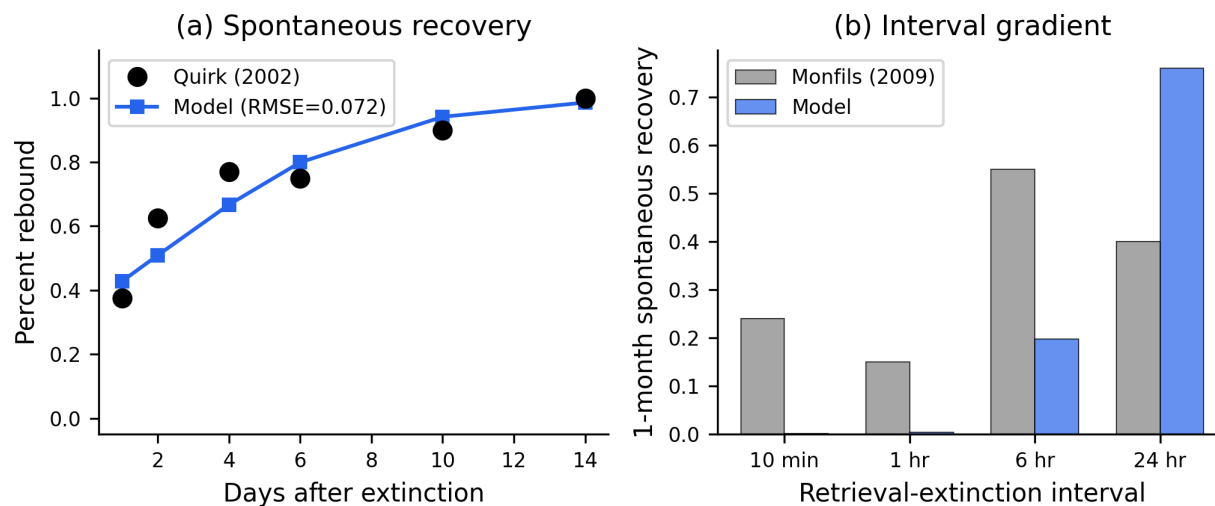 (a) Spontaneous recovery
Quirk (2002)
Model (RMSE=0.072)
Percent rebound
1.0
0.8
0.6
0.4
0.2
0.0
2
4
6
8
10
12
14
Days after extinction
(b) Interval gradient
Monfils (2009)
Model
1-month spontaneous recovery
0.7
0.6
0.5
0.4
0.3
0.2
0.1
0.0
10 min
1 hr
6 hr
24 hr
Retrieval-extinction interval